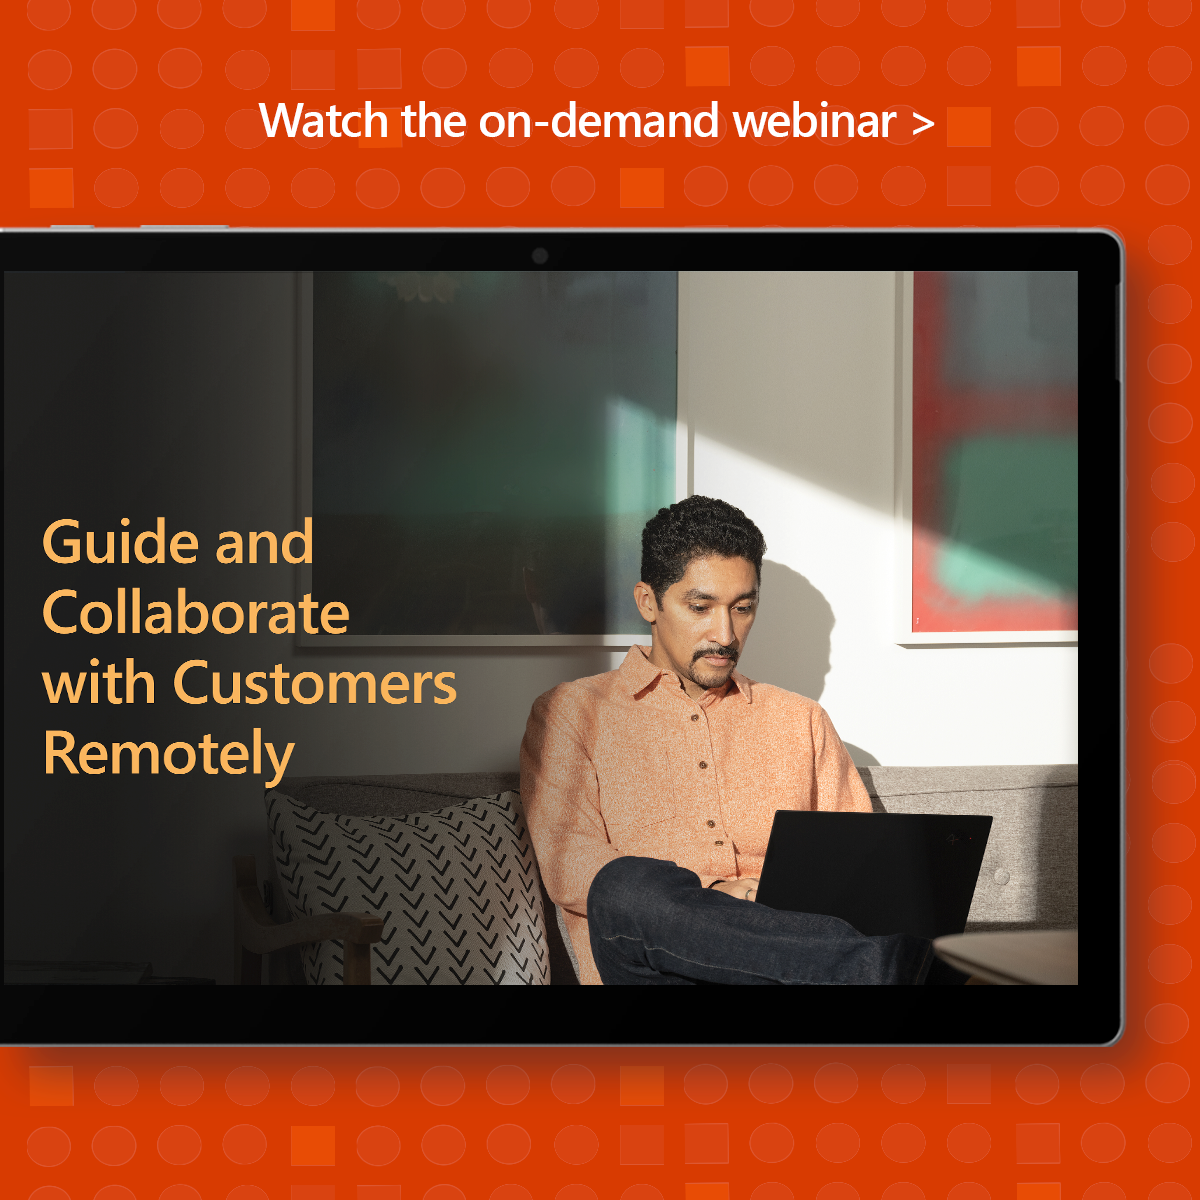 Watch the on-demand webinar >
Guide and
Collaborate
with Customers
Remotely